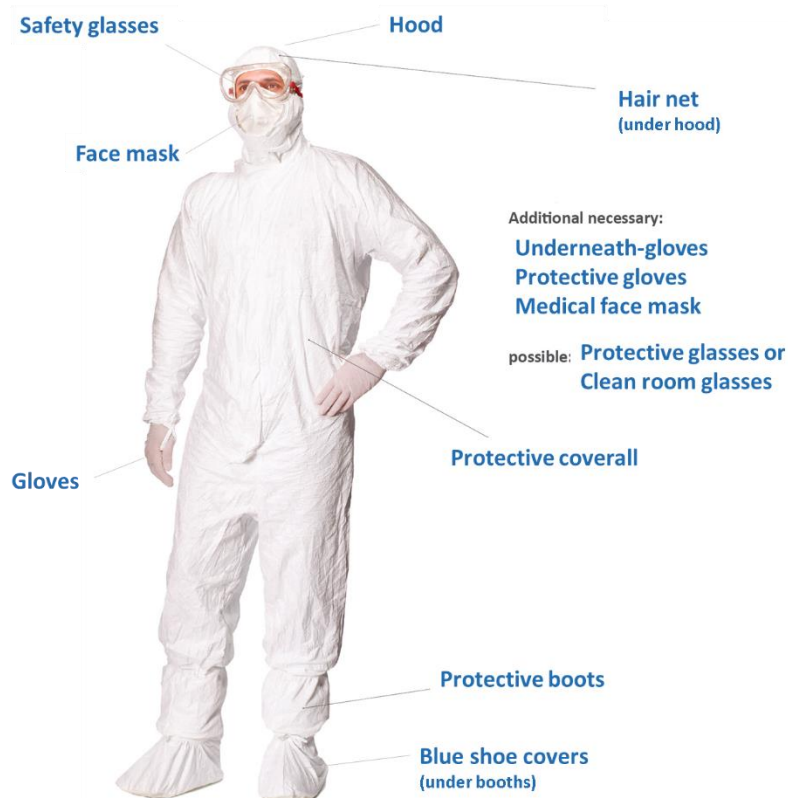 Safety glasses
Hood
Hair net
(under hood)
Face mask
Additional necessary:
Underneath-gloves
Protective gloves
Medical face mask
possible: Protective glasses or
Clean room glasses
Protective coverall
Gloves
Protective boots
Blue shoe covers
(under booths)